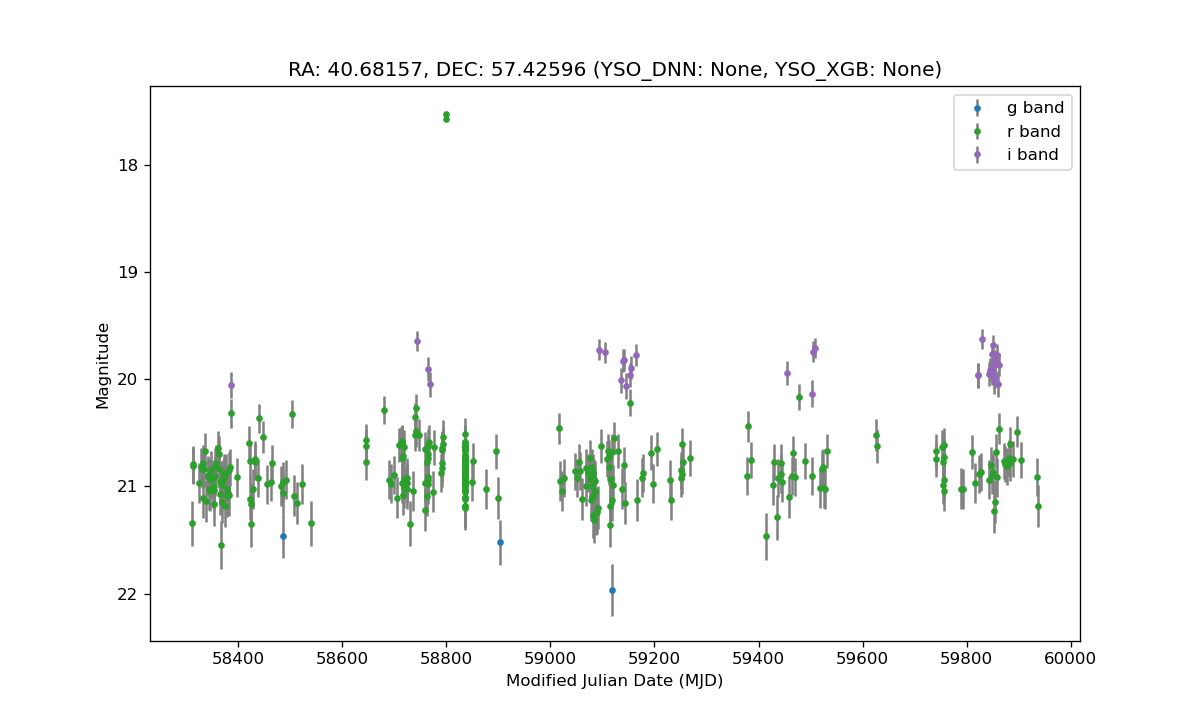 RA: 40.68157, DEC: 57.42596 (YSO_DNN: None, YSO_XGB: None)
g band
r band
i band
18
19
20
21
22
Magnitude
58400 58600 58800 59000 59200 59400 59600 59800 60000
Modified Julian Date (MJD)